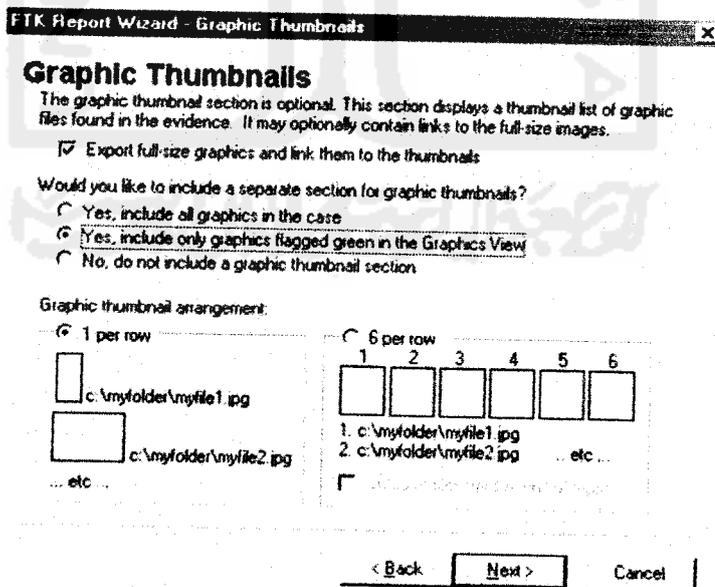 FTK Report Wizard - Graphic Thumbnails
Graphic Thumbnails
The graphic thumbnail section is optional. This section displays a thumbnail list of graphic
files found in the evidence. It may optionally contain links to the full-size images.
Export full-size graphics and link them to the thumbnails
Would you like to include a separate section for graphic thumbnails?
Yes, include all graphics in the case
Yes, include only graphics flagged green in the Graphics View
No, do not include a graphic thumbnail section
Graphic thumbnail arrangement:
1 per row
6 per row
1 2 3 4 5 6
c:\myfolder\myfile1.jpg
c:\myfolder\myfile2.jpg
... etc ...
1. c:\myfolder\myfile1.jpg
2. c:\myfolder\myfile2.jpg ... etc ...
< Back
Next >
Cancel